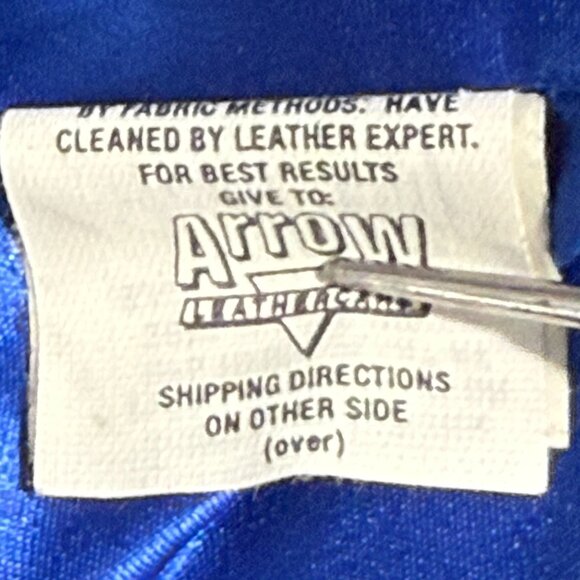 BY FABRIC METHODS. HAVE
CLEANED BY LEATHER EXPERT.
FOR BEST RESULTS
GIVE TO:
Arrow
LEATHERCARE
SHIPPING DIRECTIONS
ON OTHER SIDE
(over)